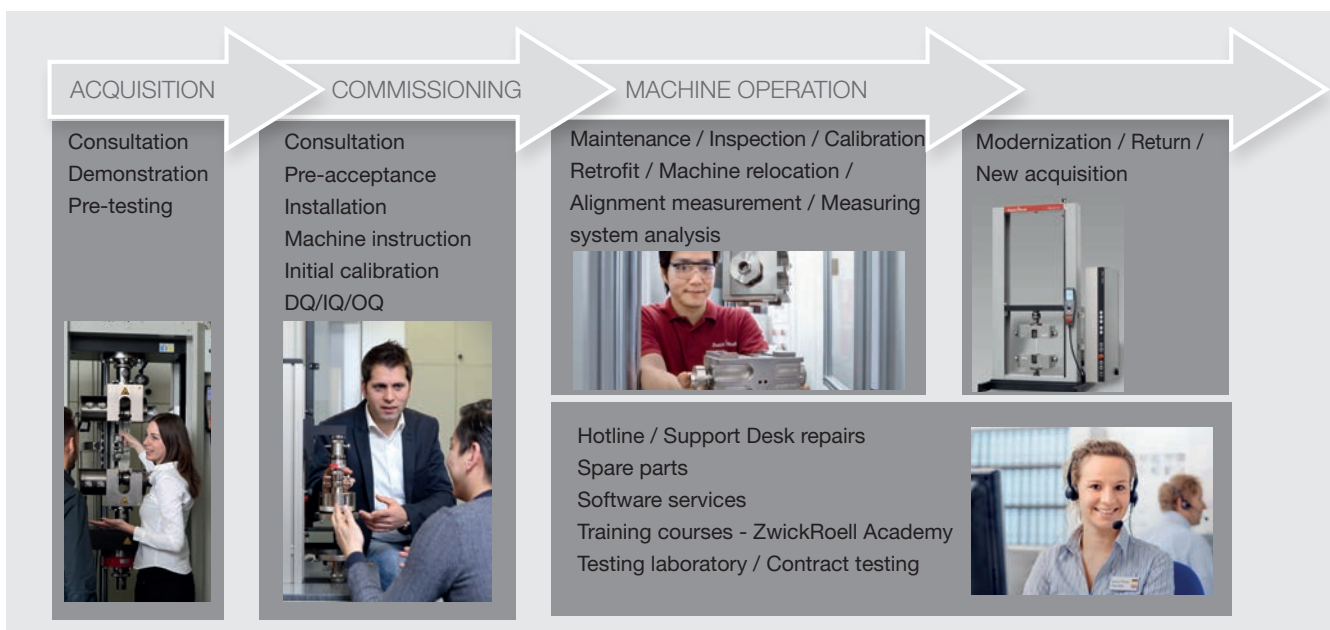 ACQUISITION
COMMISSIONING
MACHINE OPERATION
Consultation
Demonstration
Pre-testing
Consultation
Pre-acceptance
Installation
Machine instruction
Initial calibration
DQ/IQ/OQ
Maintenance / Inspection / Calibration
Retrofit / Machine relocation /
Alignment measurement / Measuring
system analysis
Modernization / Return /
New acquisition
Hotline / Support Desk repairs
Spare parts
Software services
Training courses - ZwickRoell Academy
Testing laboratory / Contract testing